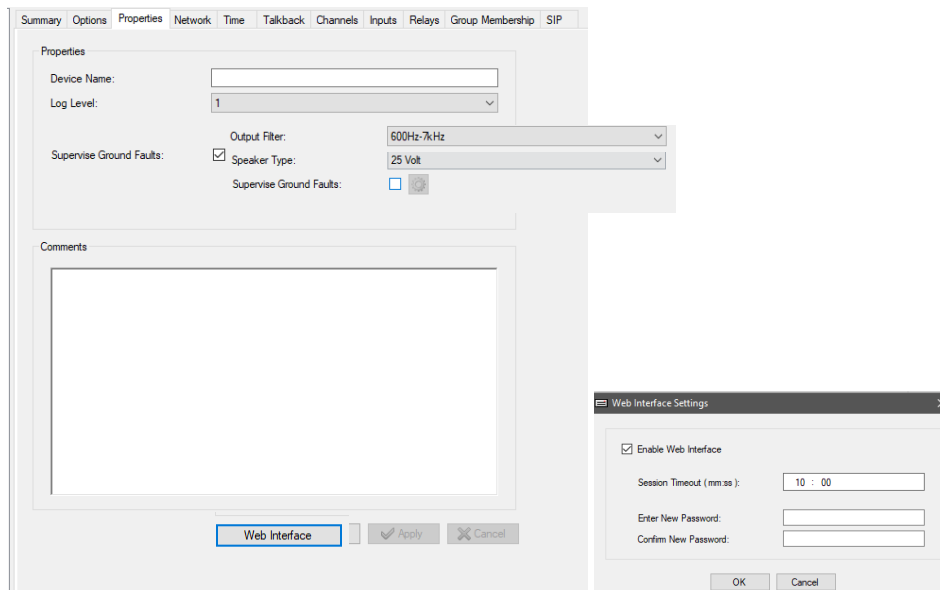 Summary Options Properties Network Time Talkback Channels Inputs Relays Group Membership SIP
Properties
Device Name:
Log Level: 1
Output Filter: 600Hz-7kHz
Supervise Ground Faults: Speaker Type: 25 Volt
Supervise Ground Faults:
Comments
Web Interface Apply Cancel
Web Interface Settings
Enable Web Interface
Session Timeout ( mm:ss ): 10 : 00
Enter New Password:
Confirm New Password:
OK Cancel